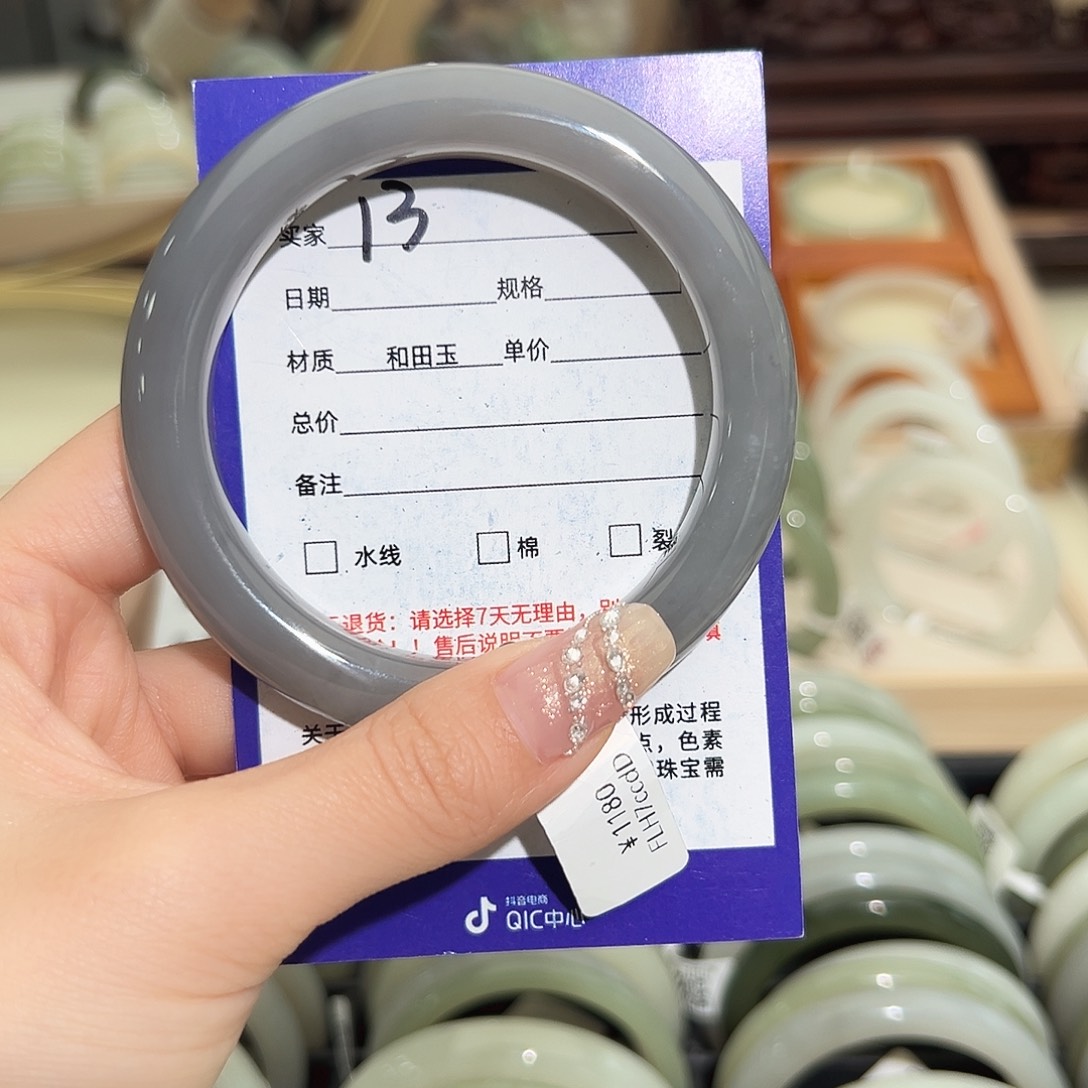 买家 13
日期 规格
材质 和田玉 单价
总价
备注
水线 棉 裂
退货：请选择7天无理由，
！售后说明
关于 形成过程
点，色素
珠宝需
¥1180
FLH7ccdD
抖音电商
QIC中心